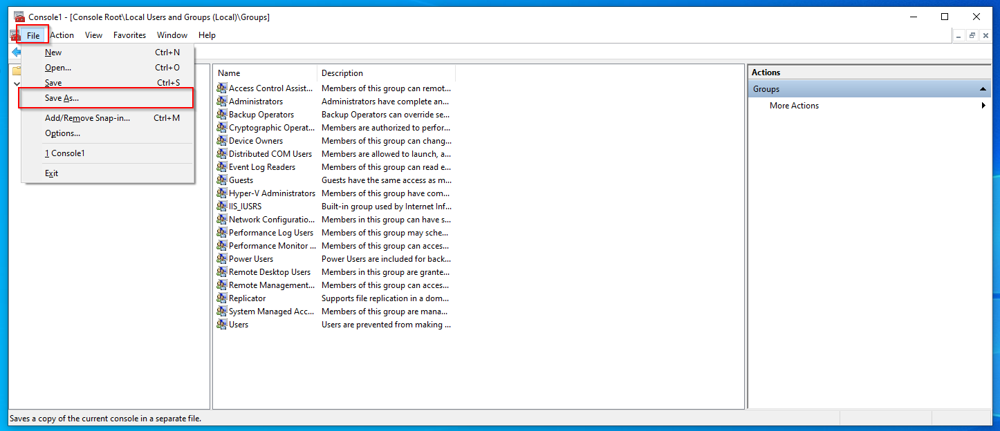 Console1 - [Console Root\Local Users and Groups (Local)\Groups]
File Action View Favorites Window Help
New Ctrl+N
Open... Ctrl+O
Save Ctrl+S
Save As...
Add/Remove Snap-in... Ctrl+M
Options...
1 Console1
Exit
Name Description
Access Control Assist... Members of this group can remot...
Administrators Administrators have complete an...
Backup Operators Backup Operators can override se...
Cryptographic Operat... Members are authorized to perfor...
Device Owners Members of this group can chang...
Distributed COM Users Members are allowed to launch, a...
Event Log Readers Members of this group can read e...
Guests Guests have the same access as m...
Hyper-V Administrators Members of this group have com...
IIS_IUSRS Built-in group used by Internet Inf...
Network Configuratio... Members in this group can have s...
Performance Log Users Members of this group may sche...
Performance Monitor ... Members of this group can acces...
Power Users Power Users are included for back...
Remote Desktop Users Members in this group are grante...
Remote Management... Members of this group can acces...
Replicator Supports file replication in a dom...
System Managed Acc... Members of this group are mana...
Users Users are prevented from making ...
Actions
Groups
More Actions
Saves a copy of the current console in a separate file.